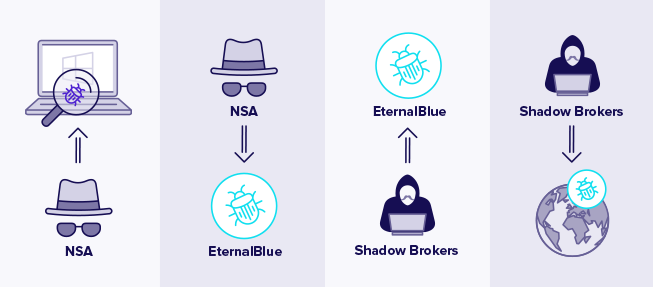 NSA
NSA
EternalBlue
EternalBlue
Shadow Brokers
Shadow Brokers